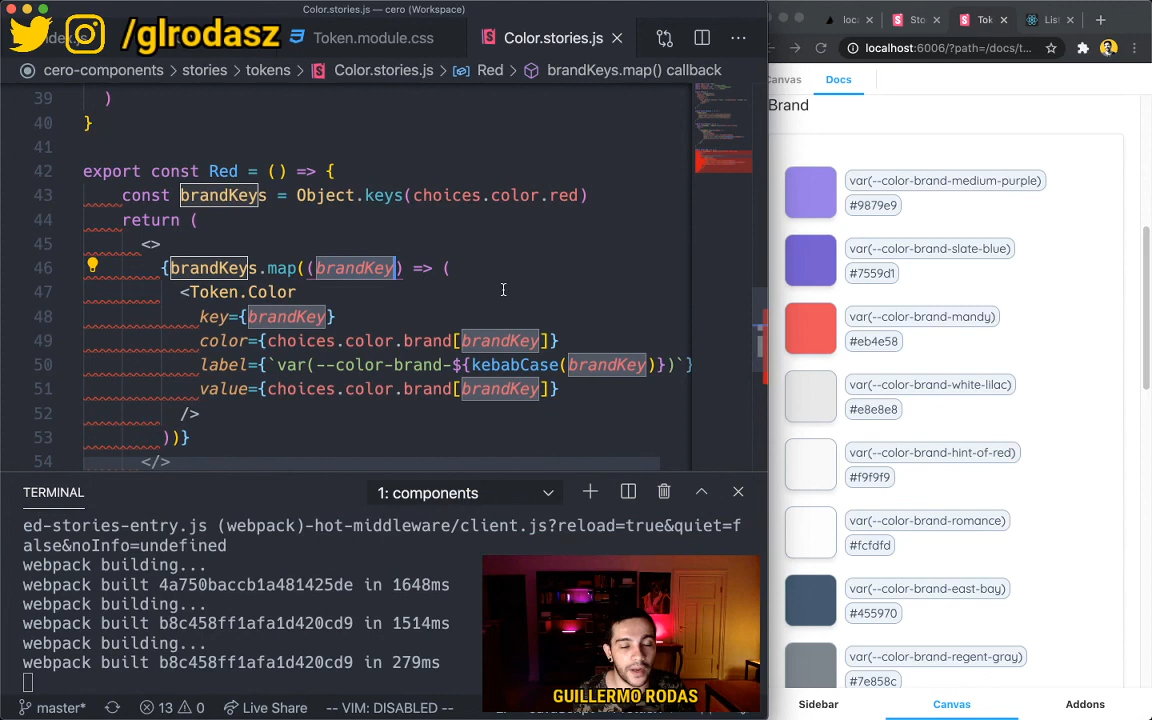 Color.stories.js — cero (Workspace)
/glrodasz
Token.module.css
Color.stories.js
cero-components > stories > tokens > Color.stories.js > Red > brandKeys.map() callback
39 )
40 }
41
42 export const Red = () => {
43 const brandKeys = Object.keys(choices.color.red)
44 return (
45 <>
46 {brandKeys.map((brandKey) => (
47 <Token.Color
48 key={brandKey}
49 color={choices.color.brand[brandKey]}
50 label={`var(--color-brand-${kebabCase(brandKey)})`}
51 value={choices.color.brand[brandKey]}
52 />
53 ))}
54 </>
TERMINAL
1: components
ed-stories-entry.js (webpack)-hot-middleware/client.js?reload=true&quiet=f
alse&noInfo=undefined
webpack building...
webpack built 4a750baccb1a481425de in 1648ms
webpack building...
webpack built b8c458ff1afa1d420cd9 in 1514ms
webpack building...
webpack built b8c458ff1afa1d420cd9 in 279ms
master*
13 0
Live Share
-- VIM: DISABLED --
GUILLERMO RODAS
loca
Sto
Tok
List
localhost:6006/?path=/docs/t...
Canvas
Docs
Brand
var(--color-brand-medium-purple)
#9879e9
var(--color-brand-slate-blue)
#7559d1
var(--color-brand-mandy)
#eb4e58
var(--color-brand-white-lilac)
#e8e8e8
var(--color-brand-hint-of-red)
#f9f9f9
var(--color-brand-romance)
#fcfdfd
var(--color-brand-east-bay)
#455970
var(--color-brand-regent-gray)
#7e858c
Sidebar
Canvas
Addons